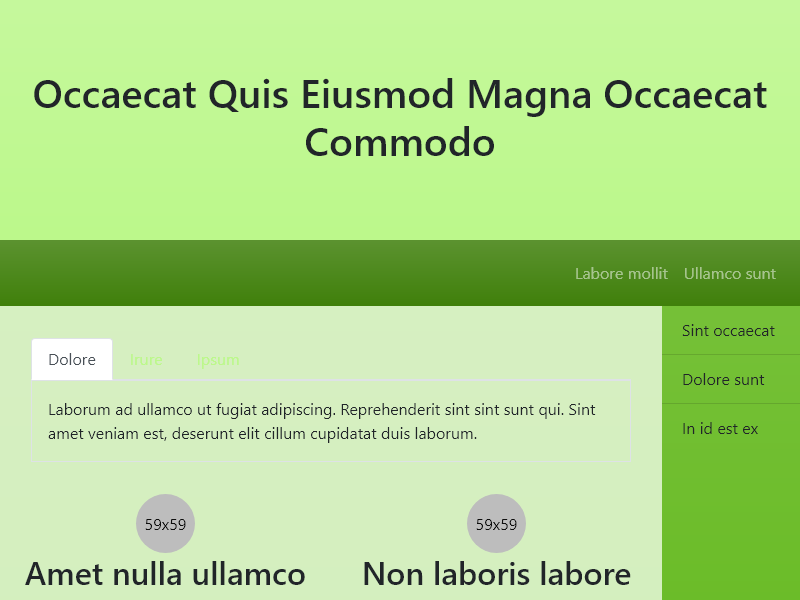 Occaecat Quis Eiusmod Magna Occaecat
Commodo
Labore mollit Ullamco sunt
Dolore Irure Ipsum
Laborum ad ullamco ut fugiat adipiscing. Reprehenderit sint sint sunt qui. Sint
amet veniam est, deserunt elit cillum cupidatat duis laborum.
59x59
Amet nulla ullamco
59x59
Non laboris labore
Sint occaecat
Dolore sunt
In id est ex